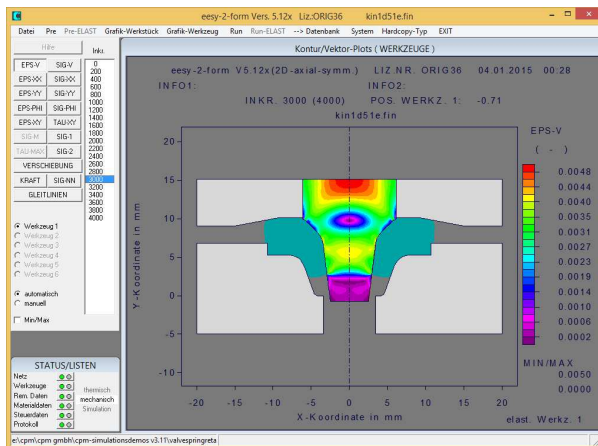 eesy-2-form Vers. 5.12x Liz.:ORIG36 kin1d51e.fin
Datei Pre Pre-ELAST Grafik-Werkstück Grafik-Werkzeug Run Run-ELAST --> Datenbank System Hardcopy-Typ EXIT
Hilfe
Inkr.
EPS-V SIG-V
EPS-XX SIG-XX
EPS-YY SIG-YY
EPS-PHI SIG-PHI
EPS-XY TAU-XY
SIG-M SIG-1
TAU-MAX SIG-2
VERSCHIEBUNG
KRAFT SIG-NN
GLEITLINIEN
0
200
400
600
800
1000
1200
1400
1600
1800
2000
2200
2400
2600
2800
3000
3200
3400
3600
3800
4000
Werkzeug 1
Werkzeug 2
Werkzeug 3
Werkzeug 4
Werkzeug 5
Werkzeug 6
automatisch
manuell
Min/Max
STATUS/LISTEN
Netz
Werkzeuge
Rem. Daten
Materialdaten
Steuerdaten
Protokoll
thermisch
mechanisch
Simulation
Kontur/Vektor-Plots ( WERKZEUGE )
eesy-2-form V5.12x(2D-axial-symm.) LIZ.NR. ORIG36 04.01.2015 00:28
INFO1: INFO2:
INKR. 3000 (4000) POS. WERKZ. 1: -0.71
kin1d51e.fin
EPS-V
( - )
0.0048
0.0044
0.0040
0.0035
0.0031
0.0027
0.0023
0.0019
0.0014
0.0010
0.0006
0.0002
MIN/MAX
0.0050
0.0000
elast. Werkz. 1
Y-Koordinate in mm
20
15
10
5
0
-5
-10
-20 -15 -10 -5 0 5 10 15 20
X-Koordinate in mm
e:\cpm\cpm gmbh\cpm-simulationsdemos v3.11\valvespringreta